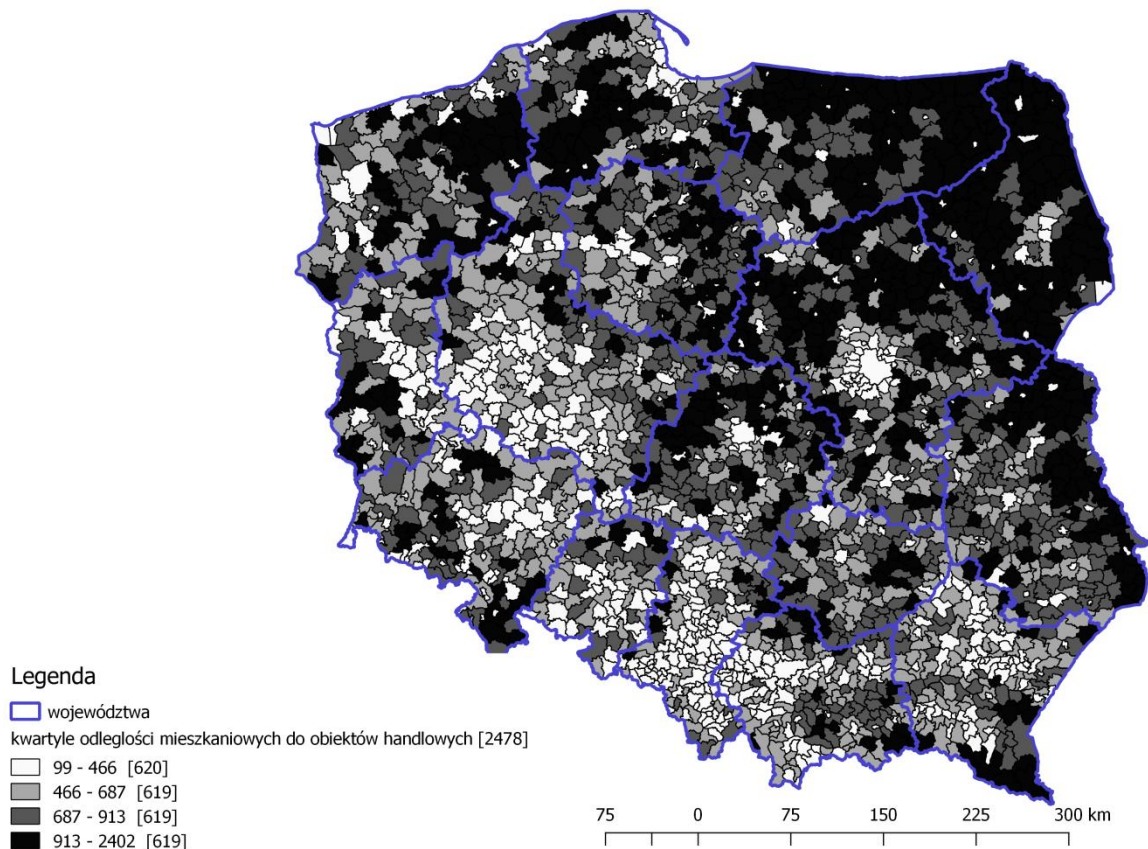 Legenda
województwa
kwartyle odległości mieszkaniowych do obiektów handlowych [2478]
99 - 466 [620]
466 - 687 [619]
687 - 913 [619]
913 - 2402 [619]
75 0 75 150 225 300 km